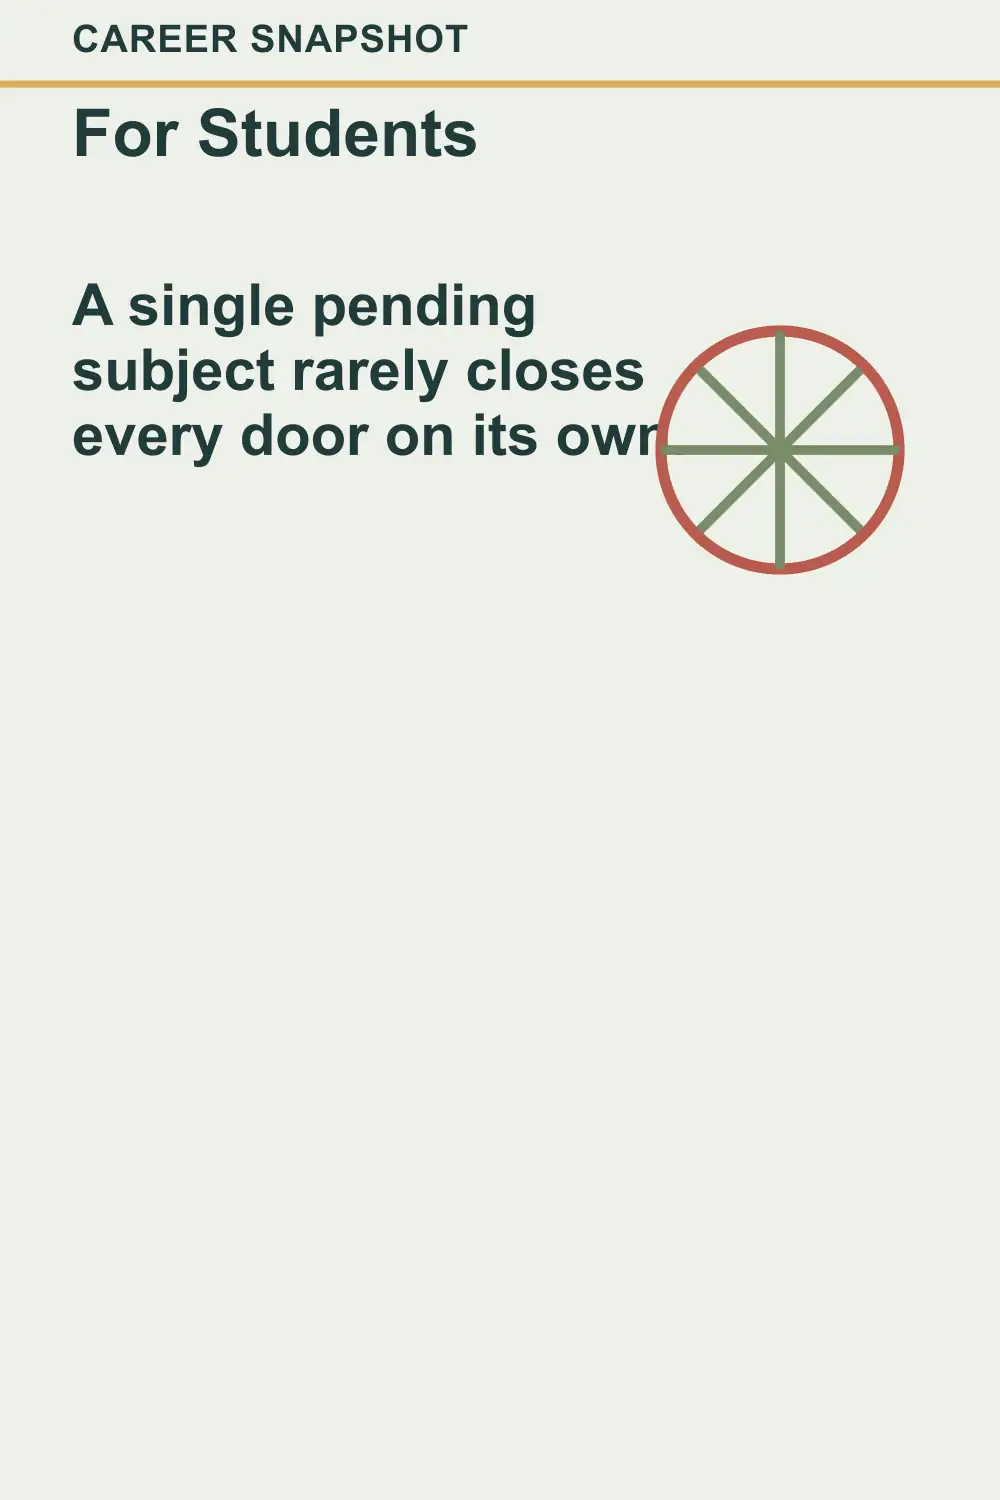 CAREER SNAPSHOT
For Students
A single pending
subject rarely closes
every door on its own